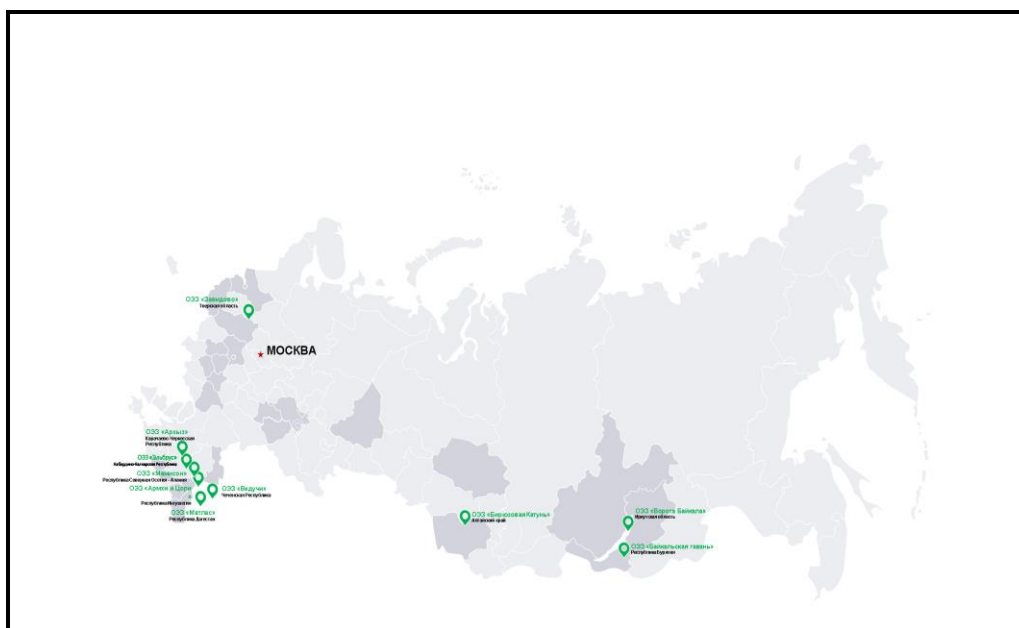 ОЭЗ «Завидово»
Тверская область
МОСКВА
ОЭЗ «Архыз»
Карачаево-Черкесская
Республика
ОЭЗ «Эльбрус»
Кабардино-Балкарская Республика
ОЭЗ «Мамисон»
Республика Северная Осетия - Алания
ОЭЗ «Армхи и Цори
»
Республика Ингушетия
ОЭЗ «Ведучи»
Чеченская Республика
ОЭЗ «Матлас»
Республика Дагестан
ОЭЗ «Бирюзовая Катунь»
Алтайский край
ОЭЗ «Ворота Байкала»
Иркутская область
ОЭЗ «Байкальская гавань»
Республика Бурятия